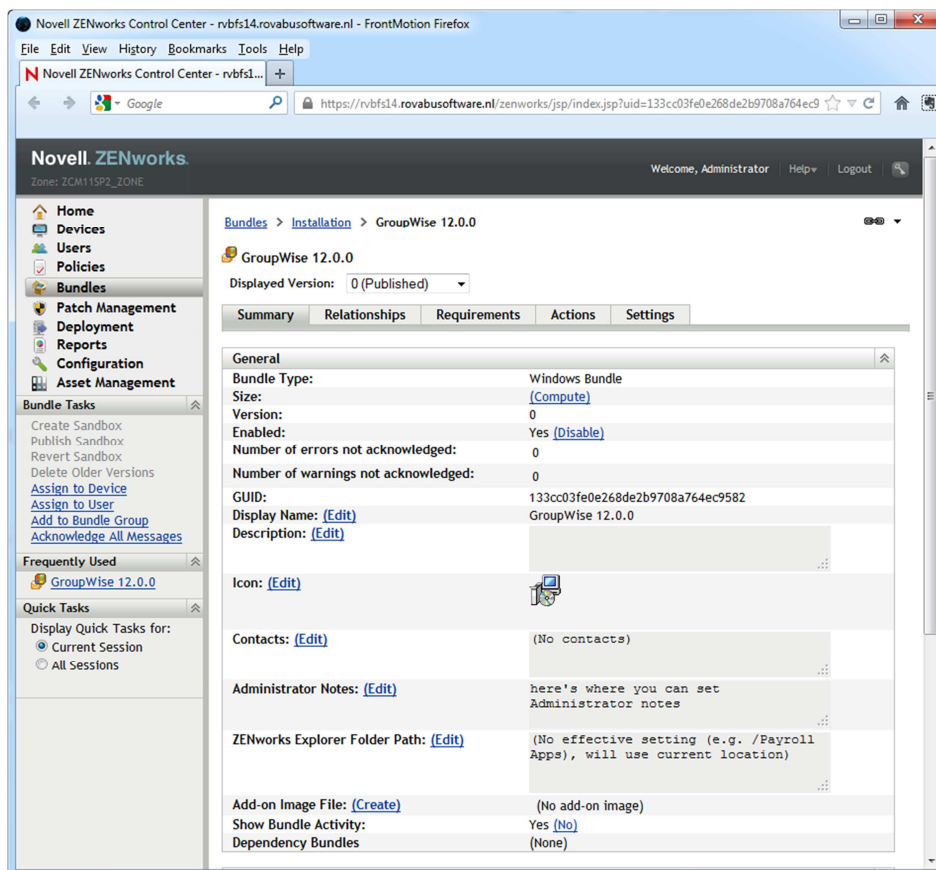 Novell ZENworks Control Center - rvbfs14.rovabusoftware.nl - FrontMotion Firefox
File Edit View History Bookmarks Tools Help
Novell ZENworks Control Center - rvbfs1...
Google
https://rvbfs14.rovabusoftware.nl/zenworks/jsp/index.jsp?uid=133cc03fe0e268de2b9708a764ec9
Novell. ZENworks.
Zone: ZCM11SP2_ZONE
Welcome, Administrator Help Logout
Home
Devices
Users
Policies
Bundles
Patch Management
Deployment
Reports
Configuration
Asset Management
Bundle Tasks
Create Sandbox
Publish Sandbox
Revert Sandbox
Delete Older Versions
Assign to Device
Assign to User
Add to Bundle Group
Acknowledge All Messages
Frequently Used
GroupWise 12.0.0
Quick Tasks
Display Quick Tasks for:
Current Session
All Sessions
Bundles > Installation > GroupWise 12.0.0
GroupWise 12.0.0
Displayed Version: 0 (Published)
Summary Relationships Requirements Actions Settings
General
Bundle Type: Windows Bundle
Size: (Compute)
Version: 0
Enabled: Yes (Disable)
Number of errors not acknowledged: 0
Number of warnings not acknowledged: 0
GUID: 133cc03fe0e268de2b9708a764ec9582
Display Name: (Edit) GroupWise 12.0.0
Description: (Edit)
Icon: (Edit)
Contacts: (Edit) (No contacts)
Administrator Notes: (Edit) here's where you can set
Administrator notes
ZENworks Explorer Folder Path: (Edit) (No effective setting (e.g. /Payroll
Apps), will use current location)
Add-on Image File: (Create) (No add-on image)
Show Bundle Activity: Yes (No)
Dependency Bundles (None)